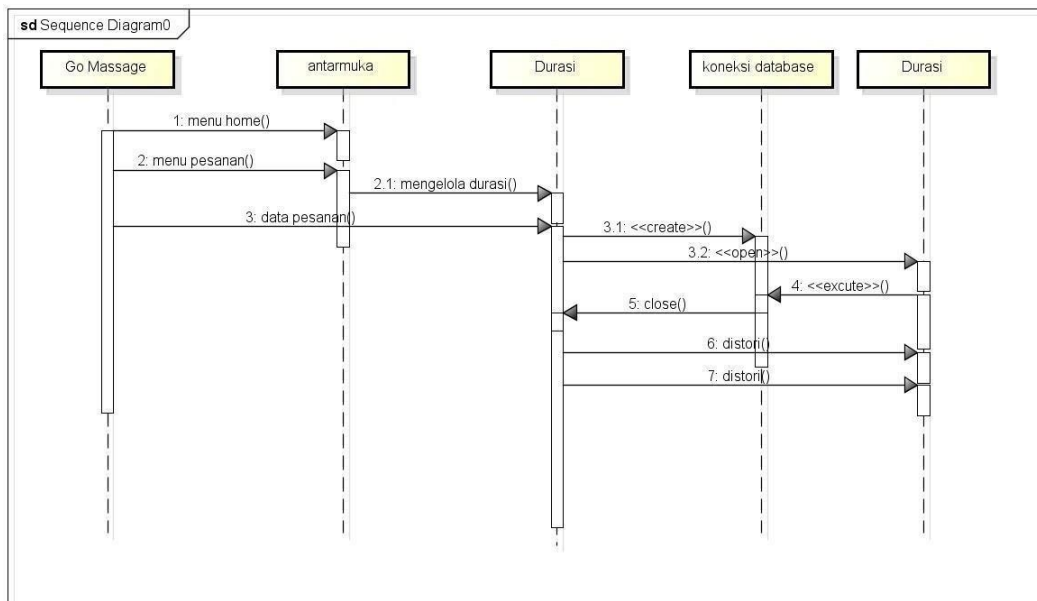 sd Sequence Diagram0
Go Massage
antarmuka
Durasi
koneksi database
Durasi
1: menu home()
2: menu pesanan()
2.1: mengelola durasi()
3: data pesanan()
3.1: <<create>>()
3.2: <<open>>()
4: <<excute>>()
5: close()
6: distori()
7: distori()